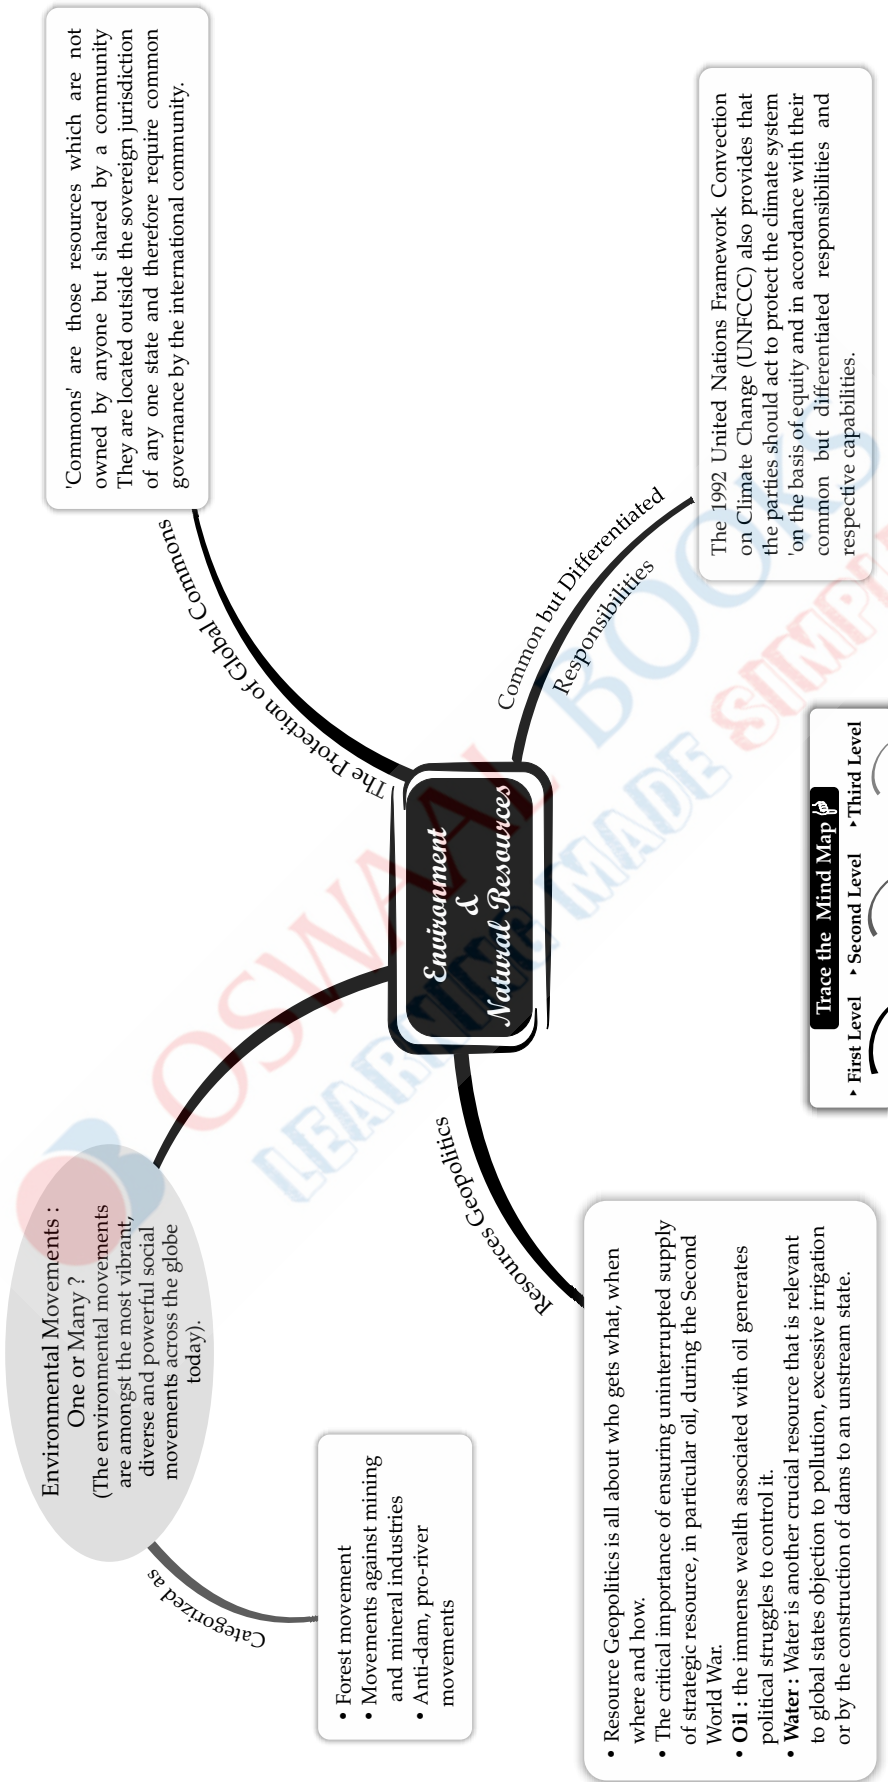 Environment
&
Natural Resources
Environmental Movements :
One or Many ?
(The environmental movements
are amongst the most vibrant,
diverse and powerful social
movements across the globe
today).
Categorized as
• Forest movement
• Movements against mining
and mineral industries
• Anti-dam, pro-river
movements
The Protection of Global Commons
'Commons' are those resources which are not
owned by anyone but shared by a community
They are located outside the sovereign jurisdiction
of any one state and therefore require common
governance by the international community.
Resources Geopolitics
• Resource Geopolitics is all about who gets what, when
where and how.
• The critical importance of ensuring uninterrupted supply
of strategic resource, in particular oil, during the Second
World War.
• Oil : the immense wealth associated with oil generates
political struggles to control it.
• Water : Water is another crucial resource that is relevant
to global states objection to pollution, excessive irrigation
or by the construction of dams to an unstream state.
Common but Differentiated
Responsibilities
The 1992 United Nations Framework Convection
on Climate Change (UNFCCC) also provides that
the parties should act to protect the climate system
'on the basis of equity and in accordance with their
common but differentiated responsibilities and
respective capabilities.
Trace the Mind Map
First Level
Second Level
Third Level
OSWAAL BOOKS
LEARNING MADE